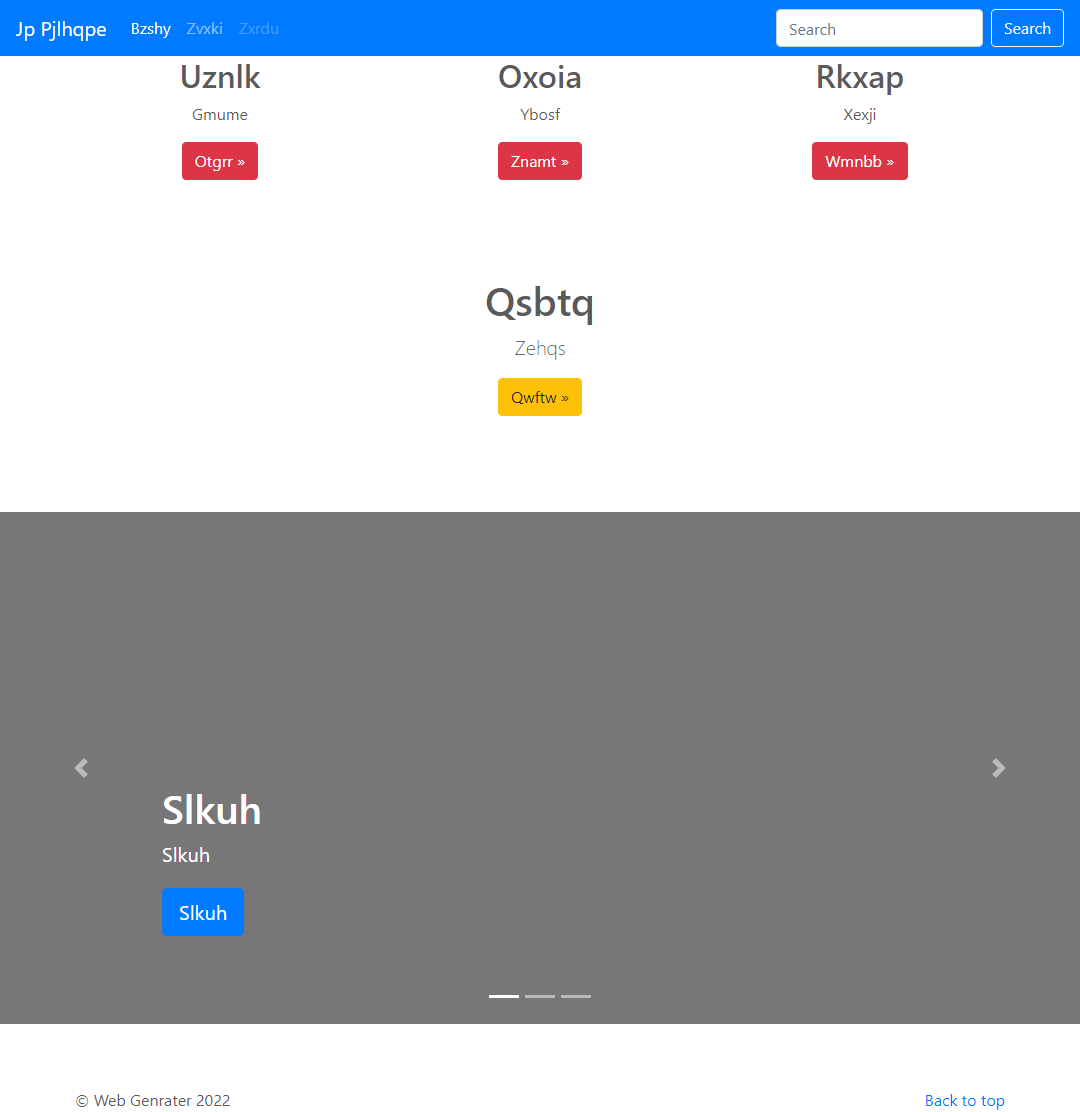 Jp Pjlhqpe Bzshy Zvxki Zxrdu Search Search
Uznlk Oxoia Rkxap
Gmume Ybosf Xexji
Otgrr » Znamt » Wmnbb »
Qsbtq
Zehqs
Qwftw »
Slkuh
Slkuh
Slkuh
© Web Genrater 2022 Back to top